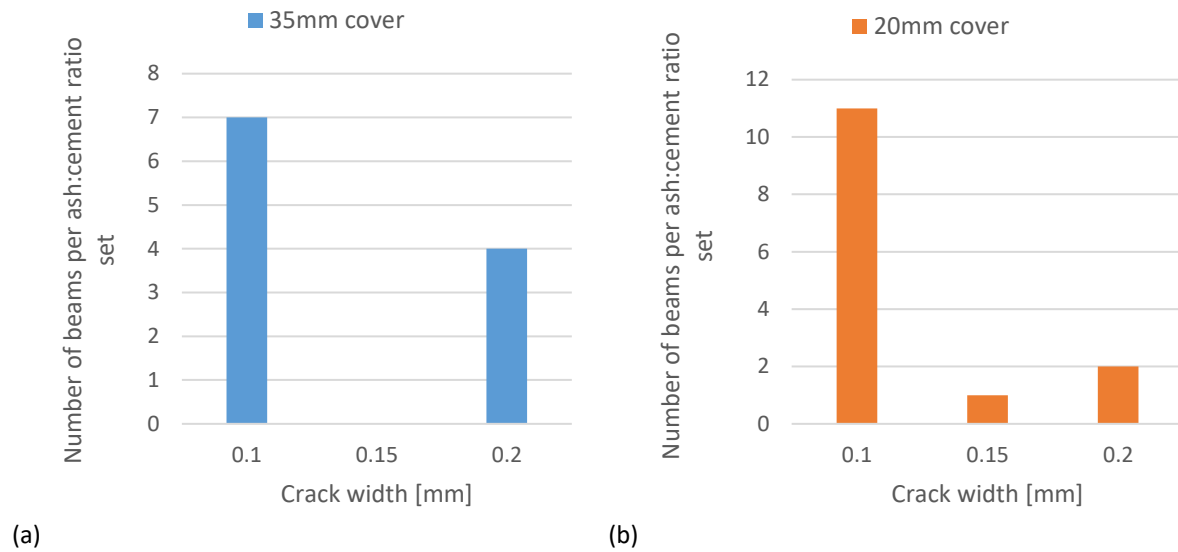 35mm cover
Number of beams per ash:cement ratio
set
8
7
6
5
4
3
2
1
0
0.1 0.15 0.2
Crack width [mm]
(a)
20mm cover
Number of beams per ash:cement ratio
set
12
10
8
6
4
2
0
0.1 0.15 0.2
Crack width [mm]
(b)